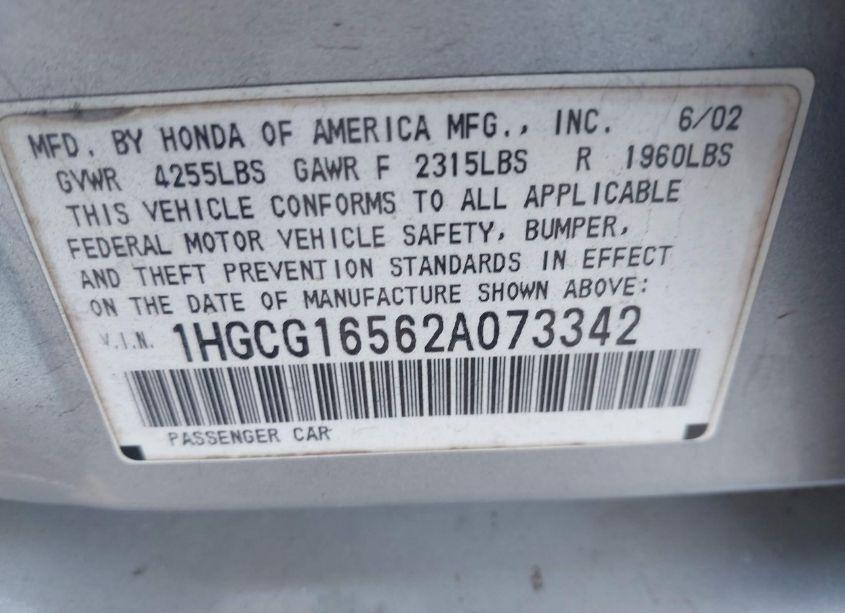 MFD. BY HONDA OF AMERICA MFG., INC. 6/02
GVWR 4255LBS GAWR F 2315LBS R 1960LBS
THIS VEHICLE CONFORMS TO ALL APPLICABLE
FEDERAL MOTOR VEHICLE SAFETY, BUMPER,
AND THEFT PREVENTION STANDARDS IN EFFECT
ON THE DATE OF MANUFACTURE SHOWN ABOVE:
V.I.N. 1HGCG16562A073342
PASSENGER CAR